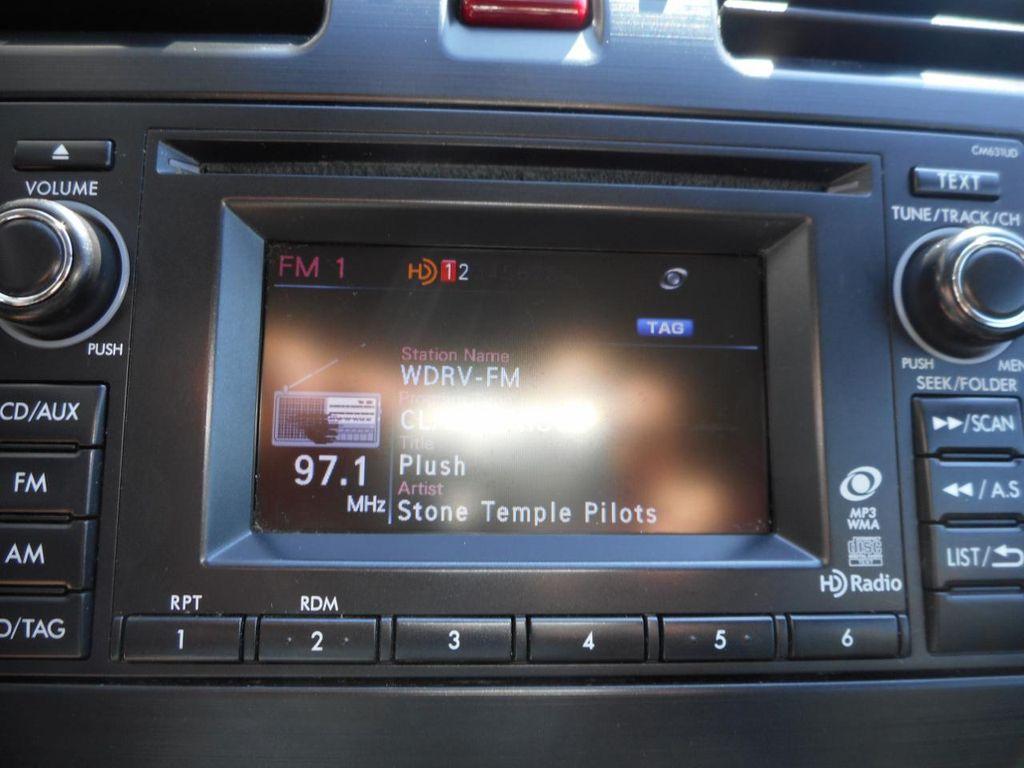 CM631UD
VOLUME
TEXT
TUNE/TRACK/CH
PUSH
PUSH
SEEK/FOLDER
FM 1
HD 1 2
TAG
Station Name
WDRV-FM
Title
97.1
MHz
Plush
Artist
Stone Temple Pilots
CD/AUX
FM
AM
/TAG
/SCAN
/ A.S
LIST/
MP3
WMA
disc
HD Radio
RPT
RDM
1
2
3
4
5
6